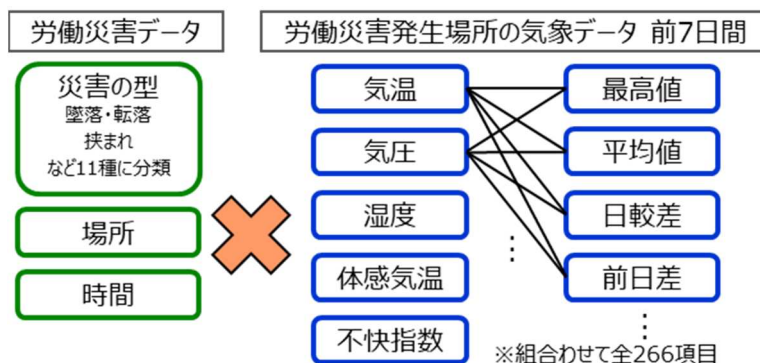 労働災害データ
災害の型
墜落・転落
挟まれ
など11種に分類
場所
時間
労働災害発生場所の気象データ 前7日間
気温
気圧
湿度
体感気温
不快指数
最高値
平均値
日較差
前日差
※組合わせて全266項目